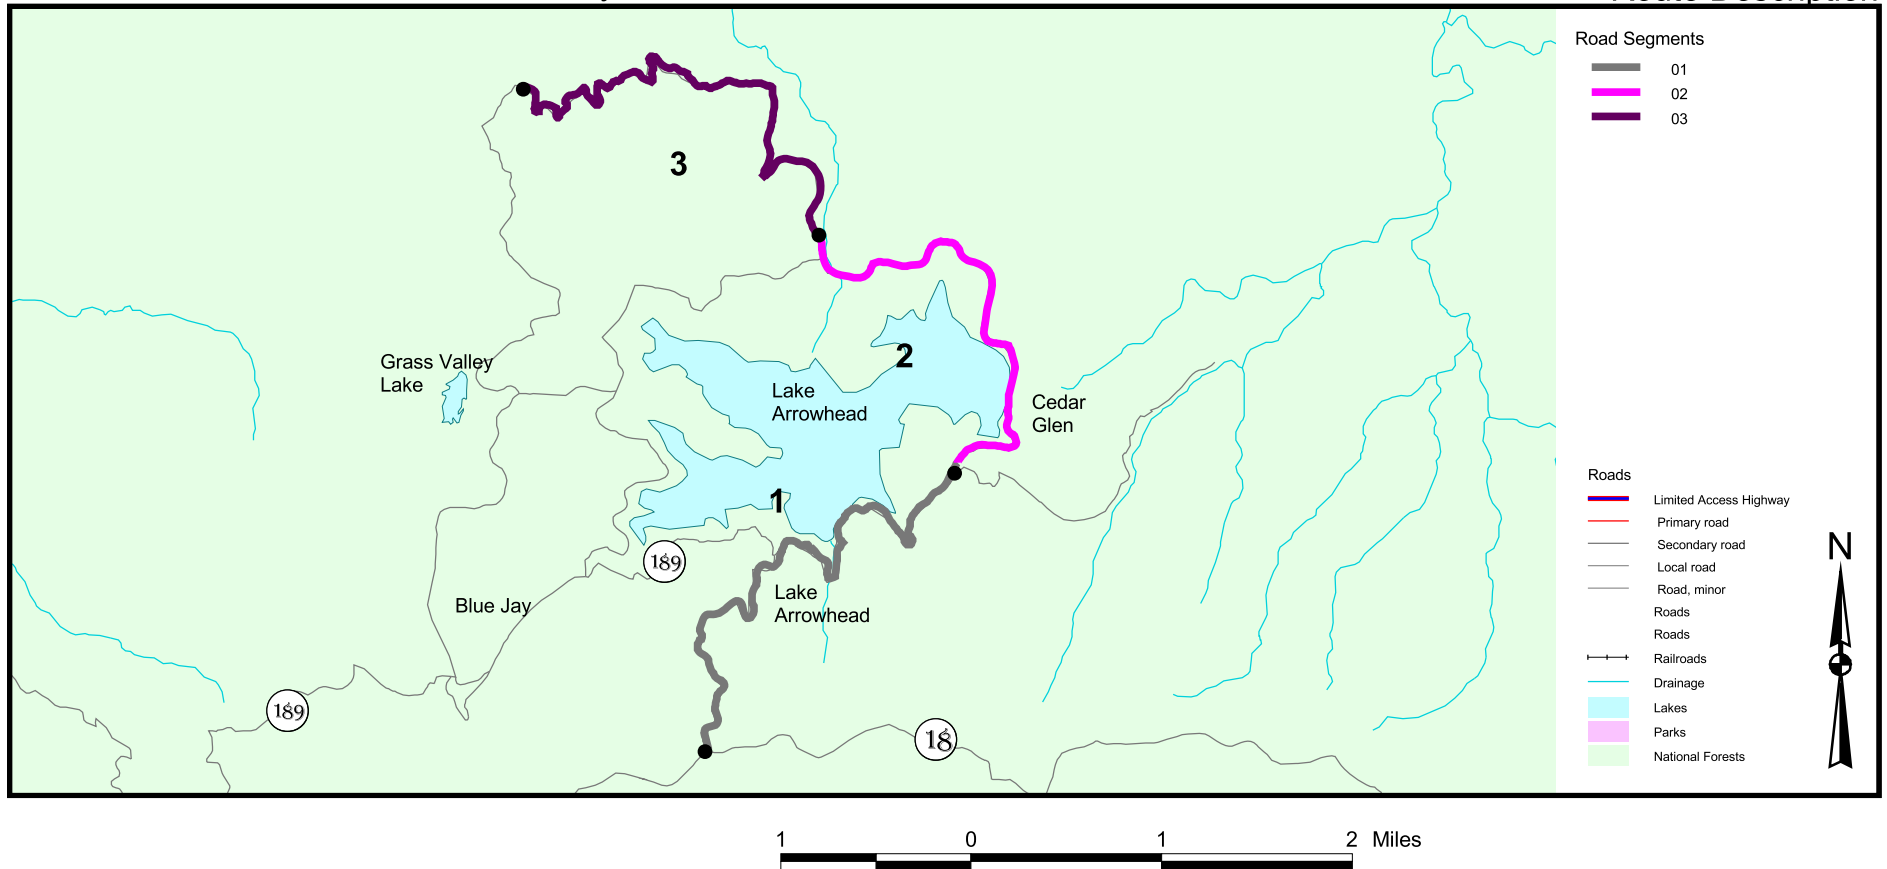 Road Segments
01
02
03
3
2
Grass Valley
Lake
Lake
Arrowhead
Cedar
Glen
1
189
Lake
Arrowhead
Blue Jay
189
18
Roads
Limited Access Highway
Primary road
Secondary road
Local road
Road, minor
Roads
Roads
Railroads
Drainage
Lakes
Parks
National Forests
N
1 0 1 2 Miles